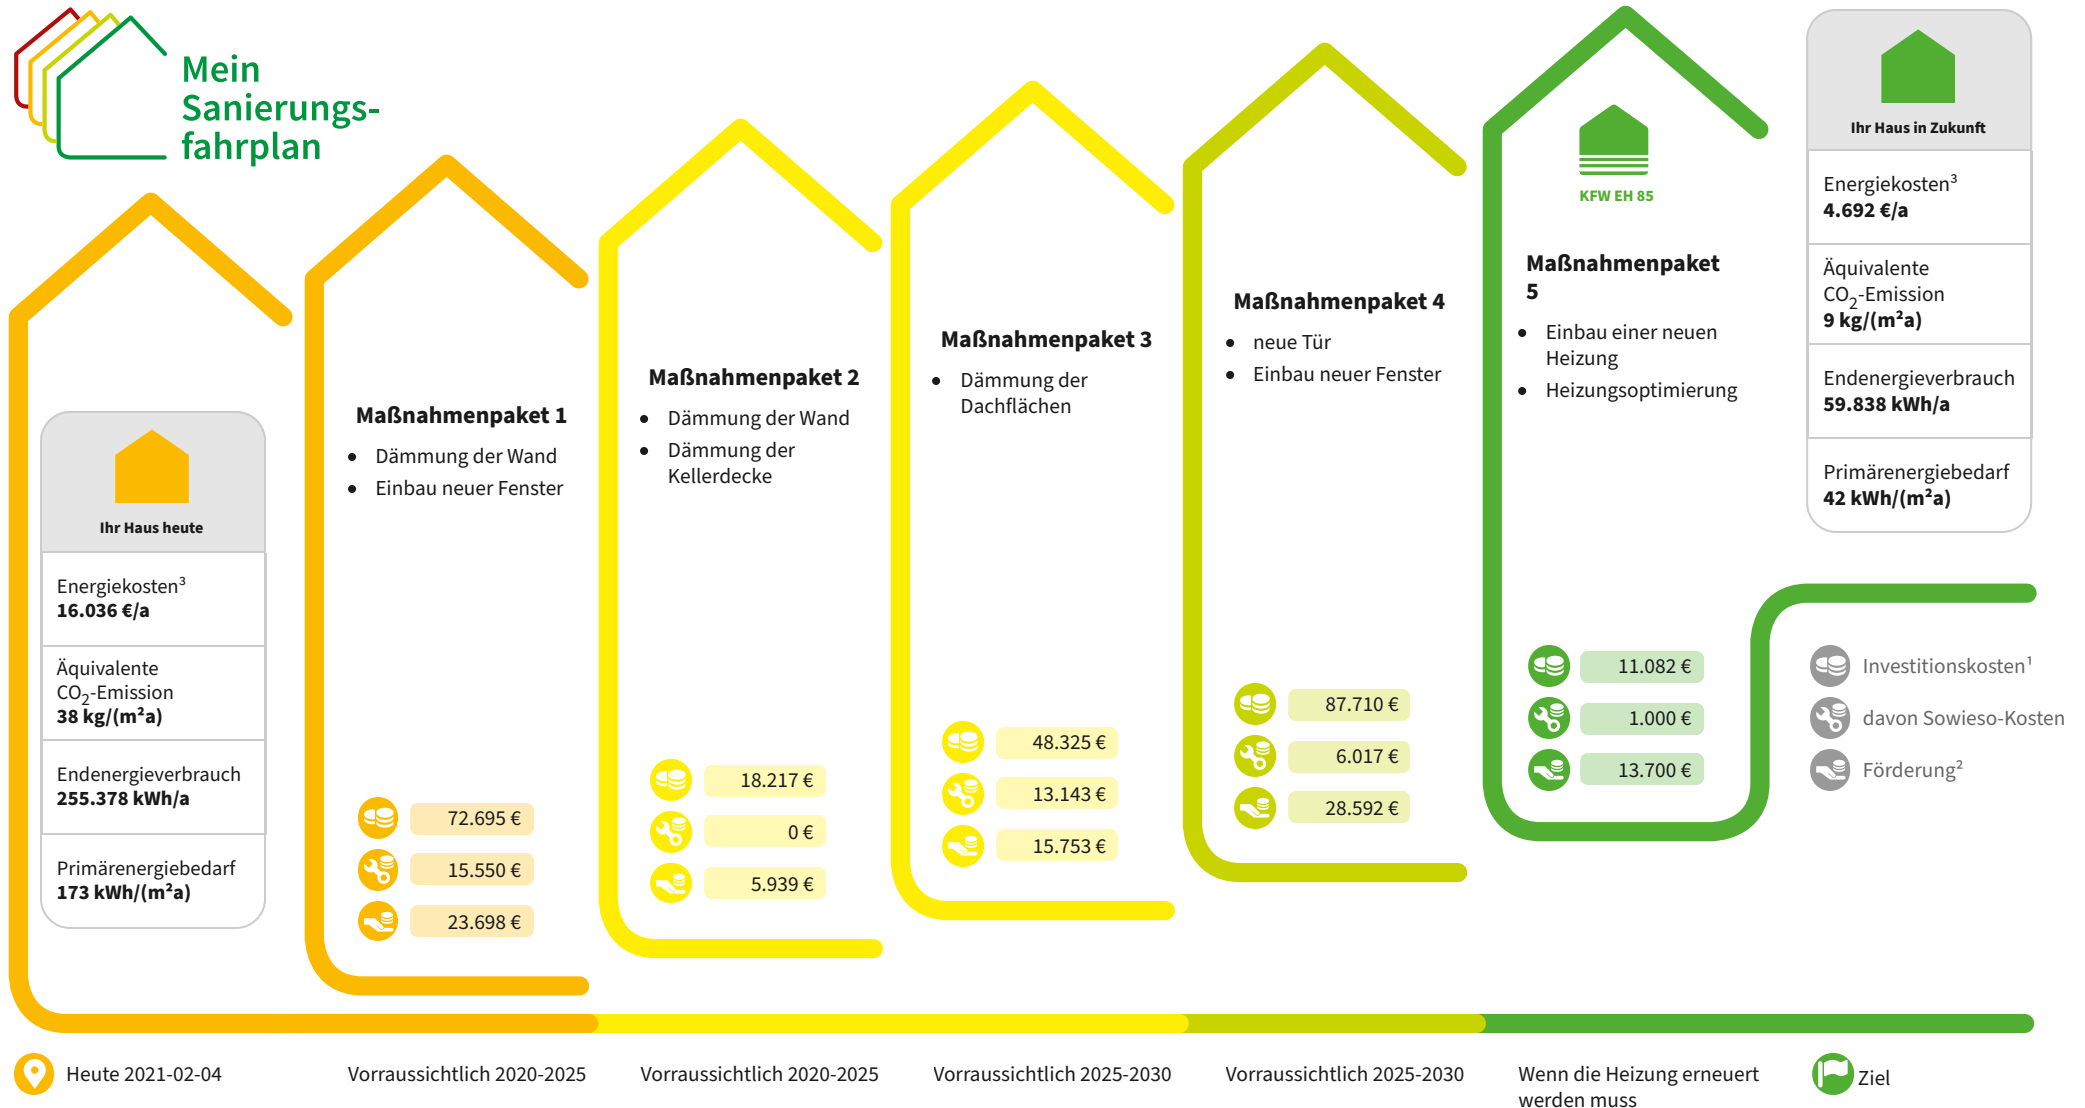 Mein
Sanierungs-
fahrplan
Ihr Haus heute
Energiekosten³
16.036 €/a
Äquivalente
CO₂-Emission
38 kg/(m²a)
Endenergieverbrauch
255.378 kWh/a
Primärenergiebedarf
173 kWh/(m²a)
Maßnahmenpaket 1
• Dämmung der Wand
• Einbau neuer Fenster
72.695 €
15.550 €
23.698 €
Maßnahmenpaket 2
• Dämmung der Wand
• Dämmung der
Kellerdecke
18.217 €
0 €
5.939 €
Maßnahmenpaket 3
• Dämmung der
Dachflächen
48.325 €
13.143 €
15.753 €
Maßnahmenpaket 4
• neue Tür
• Einbau neuer Fenster
87.710 €
6.017 €
28.592 €
KFW EH 85
Maßnahmenpaket
5
• Einbau einer neuen
Heizung
• Heizungsoptimierung
11.082 €
1.000 €
13.700 €
Ihr Haus in Zukunft
Energiekosten³
4.692 €/a
Äquivalente
CO₂-Emission
9 kg/(m²a)
Endenergieverbrauch
59.838 kWh/a
Primärenergiebedarf
42 kWh/(m²a)
Investitionskosten¹
davon Sowieso-Kosten
Förderung²
Heute 2021-02-04
Vorraussichtlich 2020-2025
Vorraussichtlich 2020-2025
Vorraussichtlich 2025-2030
Vorraussichtlich 2025-2030
Wenn die Heizung erneuert
werden muss
Ziel